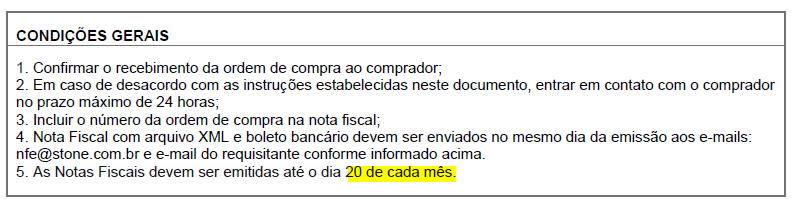 CONDIÇÕES GERAIS
1. Confirmar o recebimento da ordem de compra ao comprador;
2. Em caso de desacordo com as instruções estabelecidas neste documento, entrar em contato com o comprador
no prazo máximo de 24 horas;
3. Incluir o número da ordem de compra na nota fiscal;
4. Nota Fiscal com arquivo XML e boleto bancário devem ser enviados no mesmo dia da emissão aos e-mails:
nfe@stone.com.br e e-mail do requisitante conforme informado acima.
5. As Notas Fiscais devem ser emitidas até o dia 20 de cada mês.